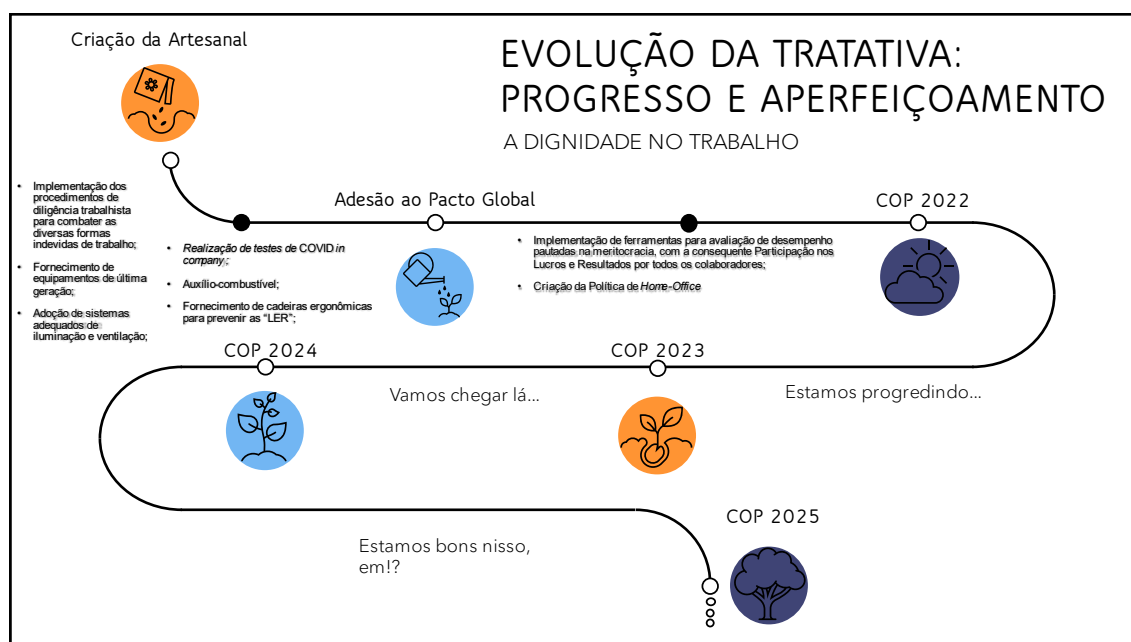 Criação da Artesanal
EVOLUÇÃO DA TRATATIVA:
PROGRESSO E APERFEIÇOAMENTO
A DIGNIDADE NO TRABALHO
• Implementação dos
procedimentos de
diligência trabalhista
para combater as
diversas formas
indevidas de trabalho;
• Fornecimento de
equipamentos de última
geração;
• Adoção de sistemas
adequados de
iluminação e ventilação;
• Realização de testes de COVID in
company;
• Auxílio-combustível;
• Fornecimento de cadeiras ergonômicas
para prevenir as “LER”;
Adesão ao Pacto Global
• Implementação de ferramentas para avaliação de desempenho
pautadas na meritocracia, com a consequente Participação nos
Lucros e Resultados por todos os colaboradores;
• Criação da Política de Home-Office
COP 2022
Estamos progredindo...
COP 2023
Vamos chegar lá...
COP 2024
Estamos bons nisso,
em!?
COP 2025